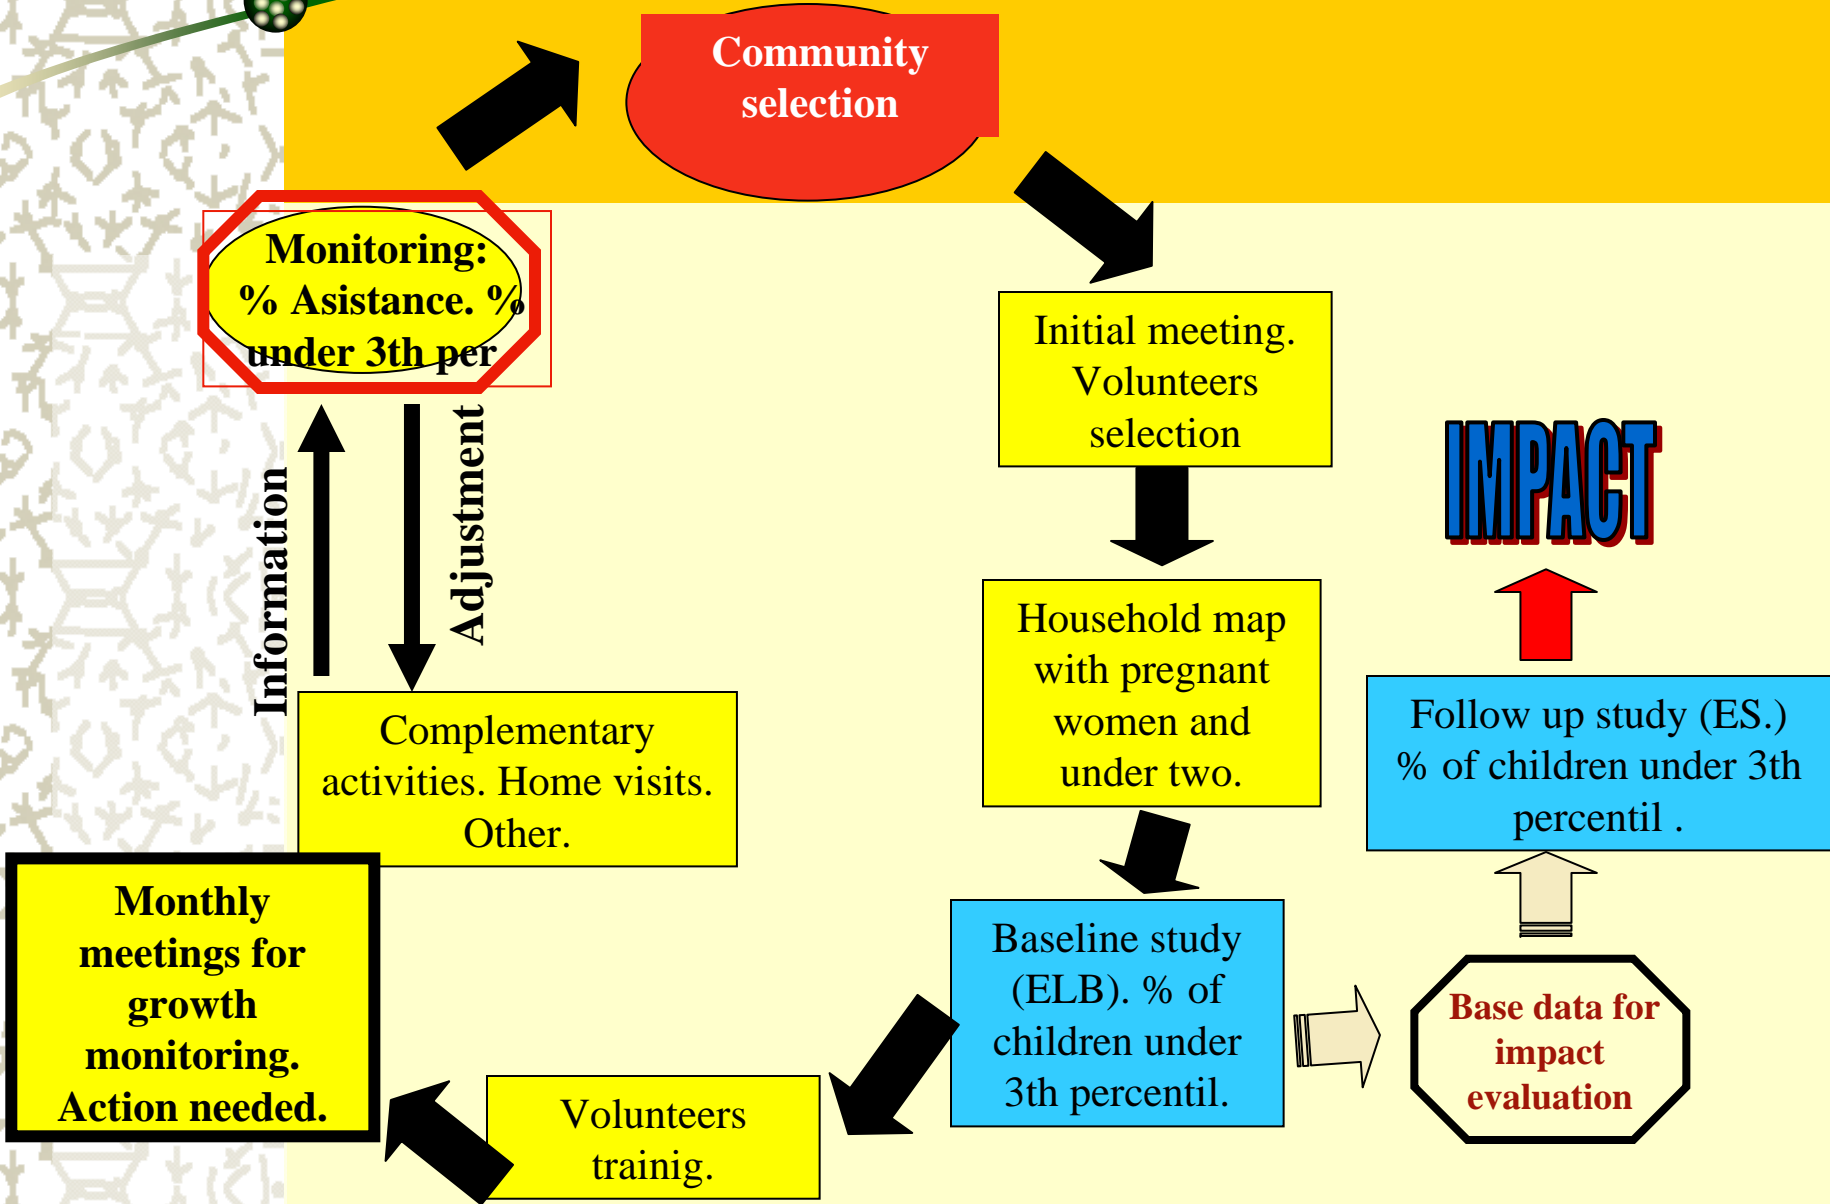 Community
selection
Monitoring:
% Asistance. %
under 3th per
Initial meeting.
Volunteers
selection
IMPACT
Information
Adjustment
Household map
with pregnant
women and
under two.
Follow up study (ES.)
% of children under 3th
percentil .
Complementary
activities. Home visits.
Other.
Monthly
meetings for
growth
monitoring.
Action needed.
Baseline study
(ELB). % of
children under
3th percentil.
Base data for
impact
evaluation
Volunteers
trainig.